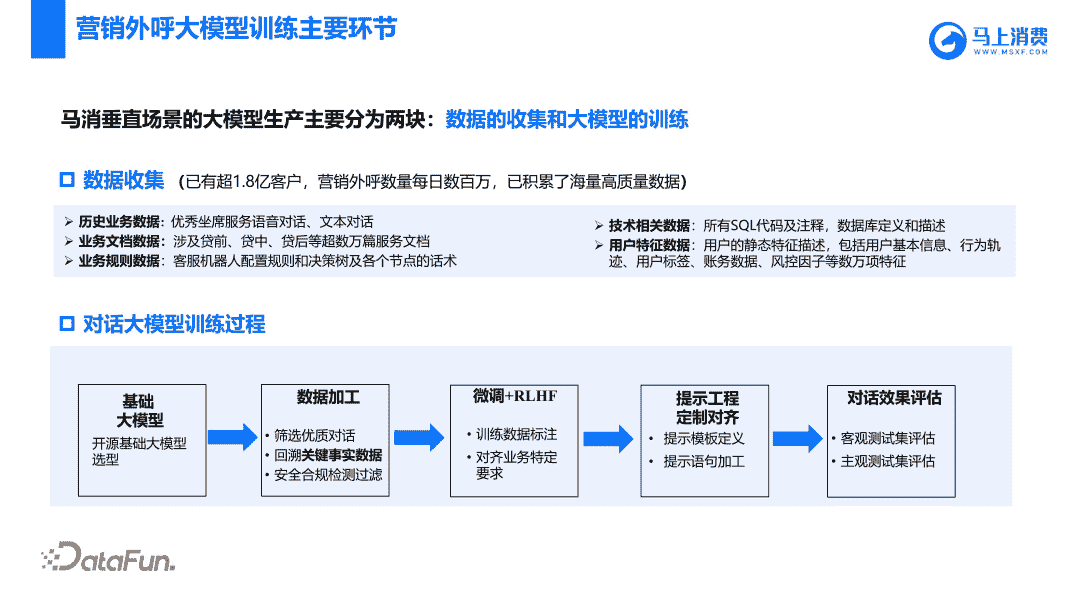 营销外呼大模型训练主要环节
马上消费
WWW.MSXF.COM
马消垂直场景的大模型生产主要分为两块：数据的收集和大模型的训练
数据收集（已有超1.8亿客户，营销外呼数量每日数百万，已积累了海量高质量数据）
历史业务数据：优秀坐席服务语音对话、文本对话
业务文档数据：涉及贷前、贷中、贷后等超数万篇服务文档
业务规则数据：客服机器人配置规则和决策树及各个节点的话术
技术相关数据：所有SQL代码及注释，数据库定义和描述
用户特征数据：用户的静态特征描述，包括用户基本信息、行为轨
迹、用户标签、账务数据、风控因子等数万项特征
对话大模型训练过程
基础
大模型
开源基础大模型
选型
数据加工
• 筛选优质对话
• 回溯关键事实数据
• 安全合规检测过滤
微调+RLHF
• 训练数据标注
• 对齐业务特定
要求
提示工程
定制对齐
• 提示模板定义
• 提示语句加工
对话效果评估
• 客观测试集评估
• 主观测试集评估
DataFun.